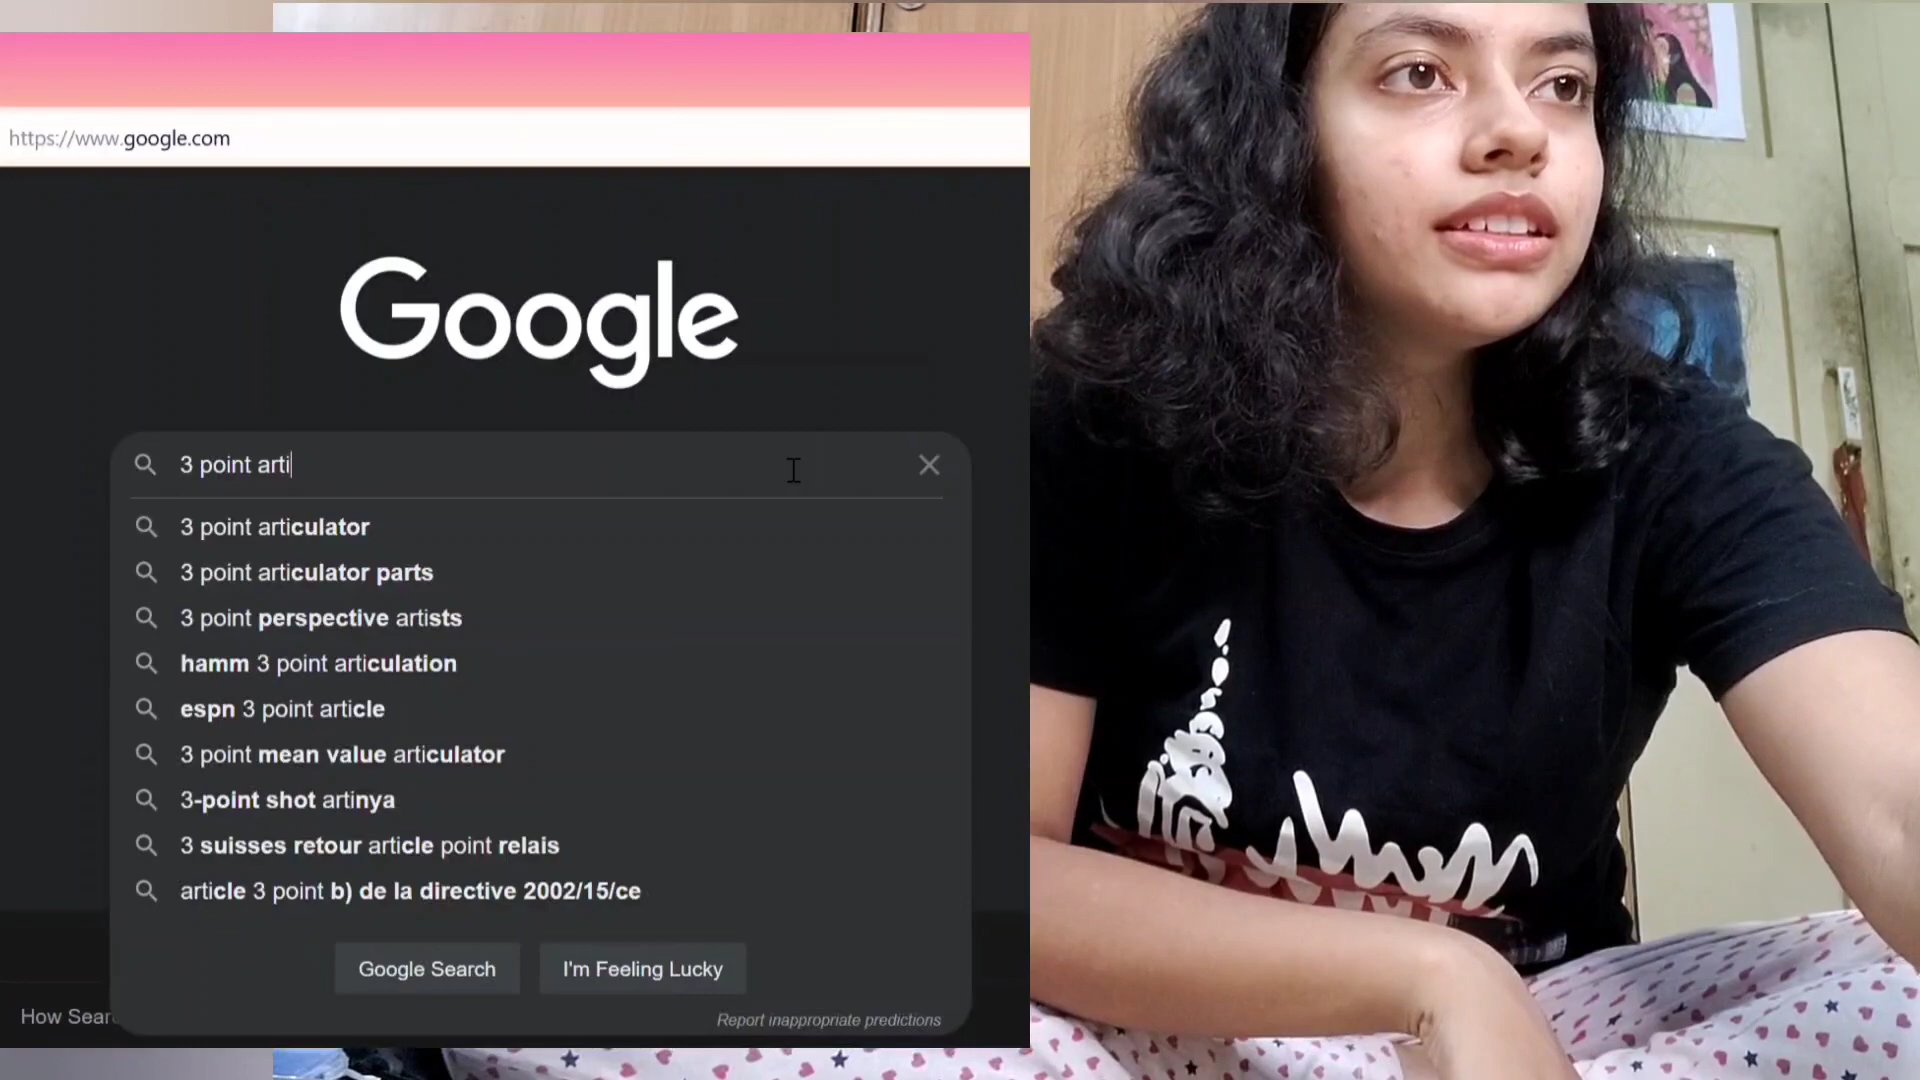 https://www.google.com
Google
3 point arti
3 point articulator
3 point articulator parts
3 point perspective artists
hamm 3 point articulation
espn 3 point article
3 point mean value articulator
3-point shot artinya
3 suisses retour article point relais
article 3 point b) de la directive 2002/15/ce
Google Search
I'm Feeling Lucky
Report inappropriate predictions
How Sear